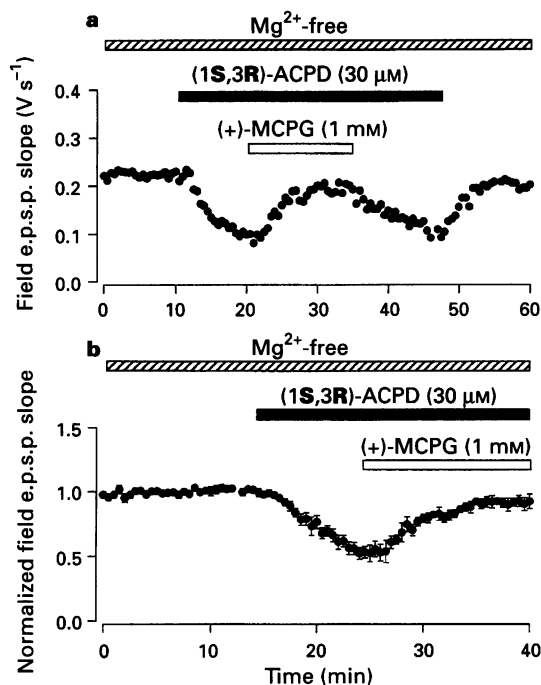 a
Mg²⁺-free
(1S,3R)-ACPD (30 μM)
(+)-MCPG (1 mM)
Field e.p.s.p. slope (V s⁻¹)
0.4
0.3
0.2
0.1
0.0
0 10 20 30 40 50 60
b
Mg²⁺-free
(1S,3R)-ACPD (30 μM)
(+)-MCPG (1 mM)
Normalized field e.p.s.p. slope
1.5
1.0
0.5
0.0
0 10 20 30 40
Time (min)